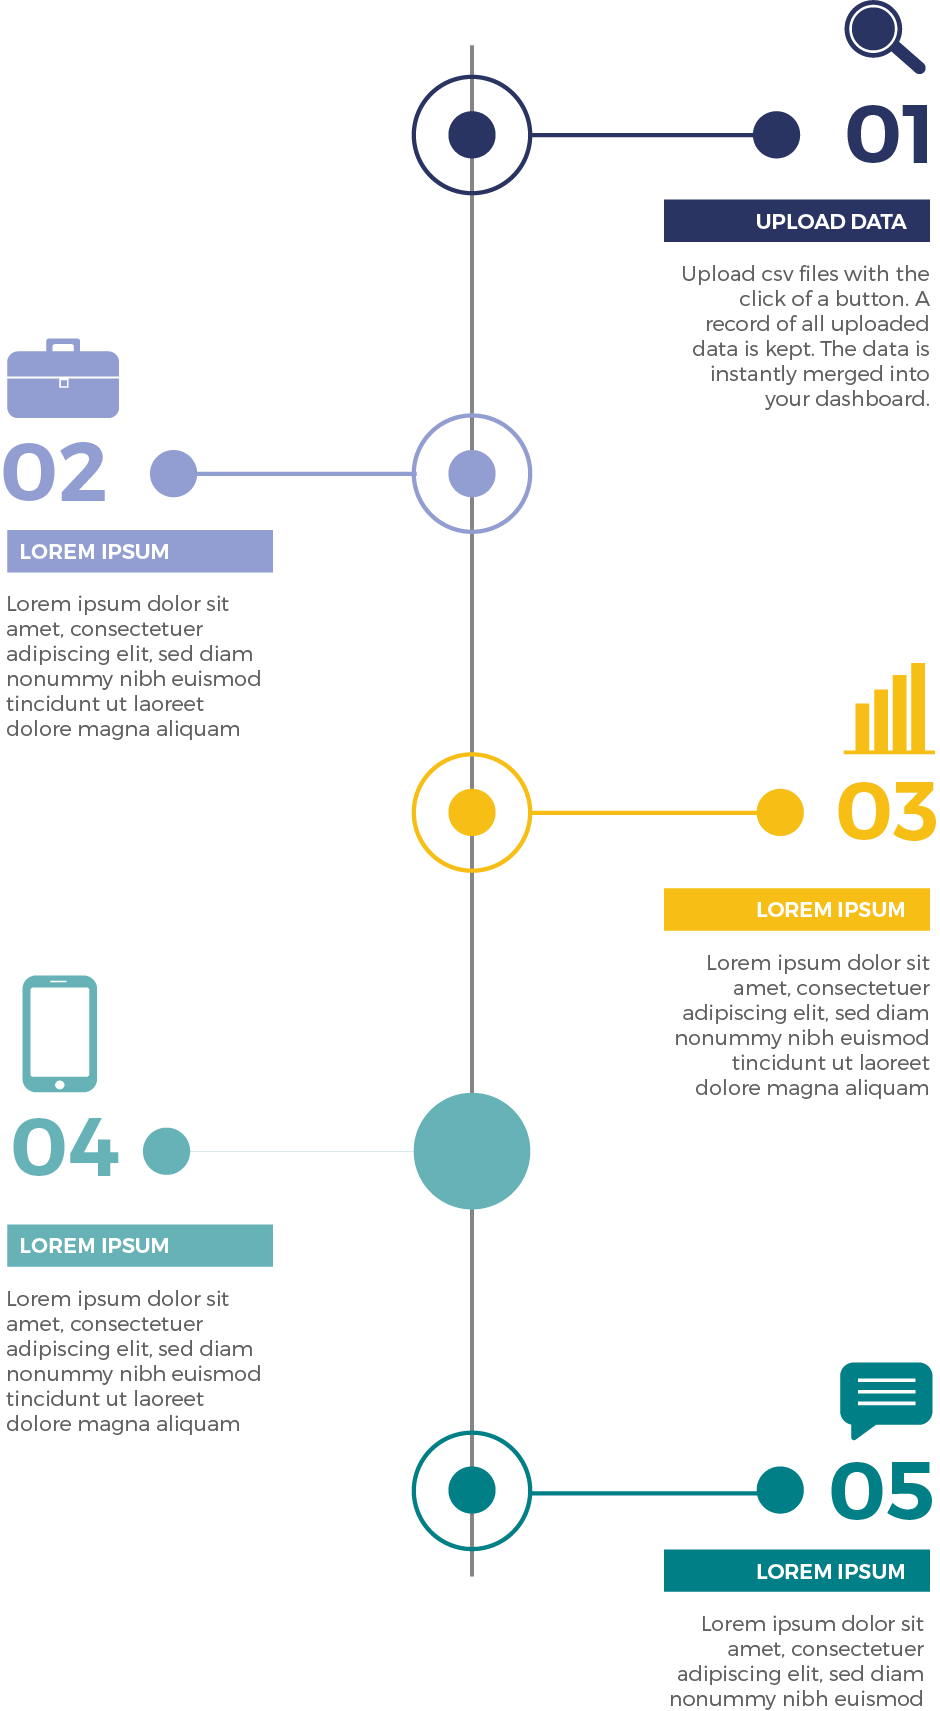 01
UPLOAD DATA
Upload csv files with the
click of a button. A
record of all uploaded
data is kept. The data is
instantly merged into
your dashboard.
02
LOREM IPSUM
Lorem ipsum dolor sit
amet, consectetuer
adipiscing elit, sed diam
nonummy nibh euismod
tincidunt ut laoreet
dolore magna aliquam
03
LOREM IPSUM
Lorem ipsum dolor sit
amet, consectetuer
adipiscing elit, sed diam
nonummy nibh euismod
tincidunt ut laoreet
dolore magna aliquam
04
LOREM IPSUM
Lorem ipsum dolor sit
amet, consectetuer
adipiscing elit, sed diam
nonummy nibh euismod
tincidunt ut laoreet
dolore magna aliquam
05
LOREM IPSUM
Lorem ipsum dolor sit
amet, consectetuer
adipiscing elit, sed diam
nonummy nibh euismod